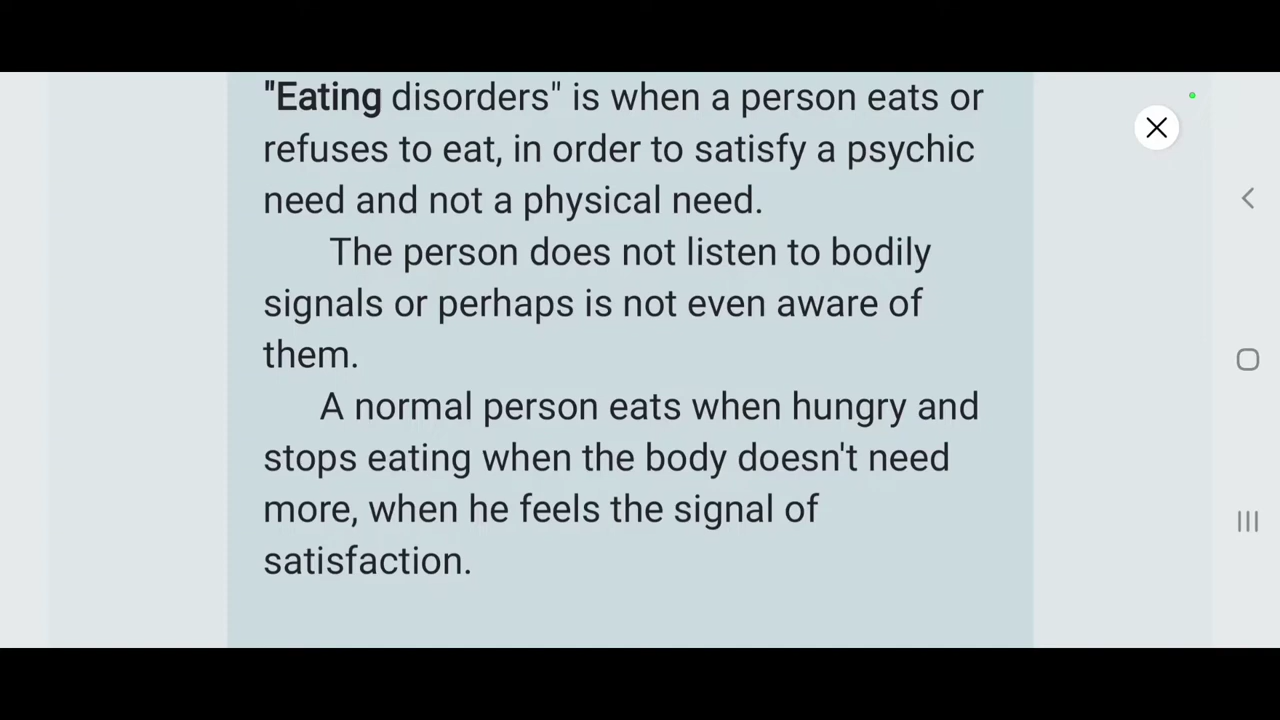 "Eating disorders" is when a person eats or
refuses to eat, in order to satisfy a psychic
need and not a physical need.
The person does not listen to bodily
signals or perhaps is not even aware of
them.
A normal person eats when hungry and
stops eating when the body doesn't need
more, when he feels the signal of
satisfaction.